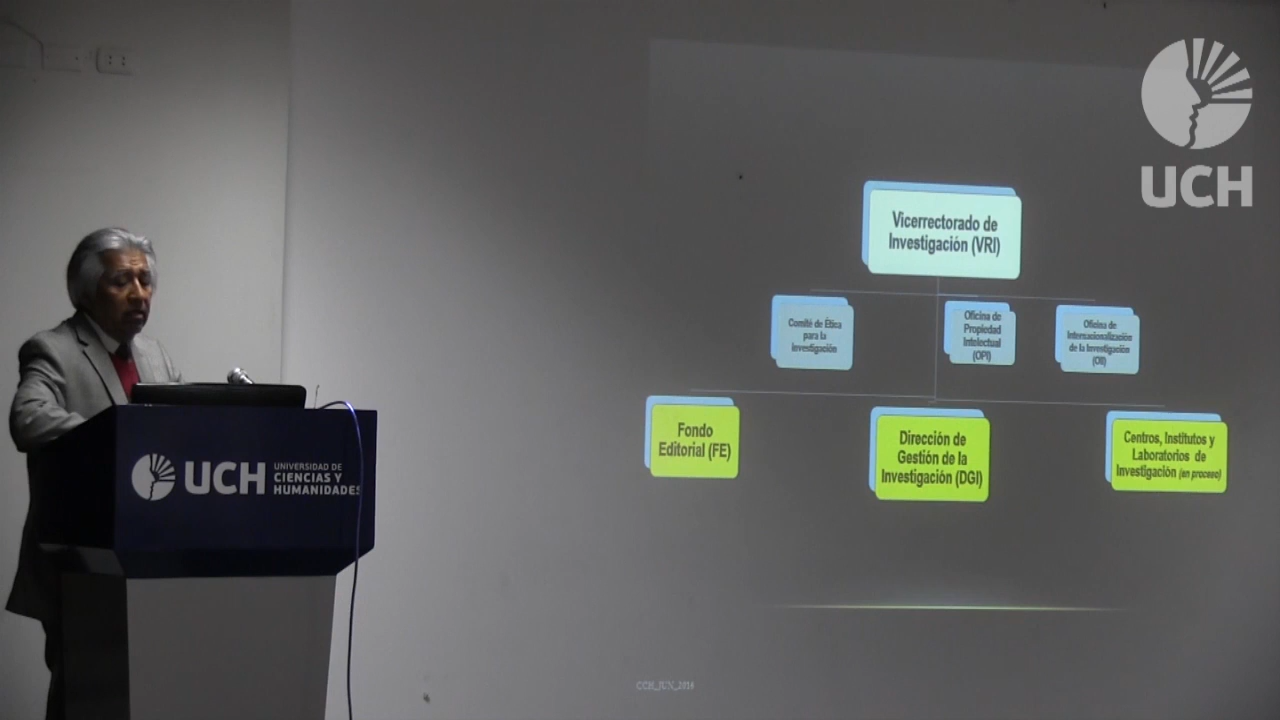 UCH
Vicerrectorado de
Investigación (VRI)
Comité de Ética
para la
investigación
Oficina de
Propiedad
Intelectual
(OPI)
Oficina de
Internacionalización
de la Investigación
(OII)
Fondo
Editorial (FE)
Dirección de
Gestión de la
Investigación (DGI)
Centros, Institutos y
Laboratorios de
Investigación (en proceso)
UCH
UNIVERSIDAD DE
CIENCIAS Y
HUMANIDADES